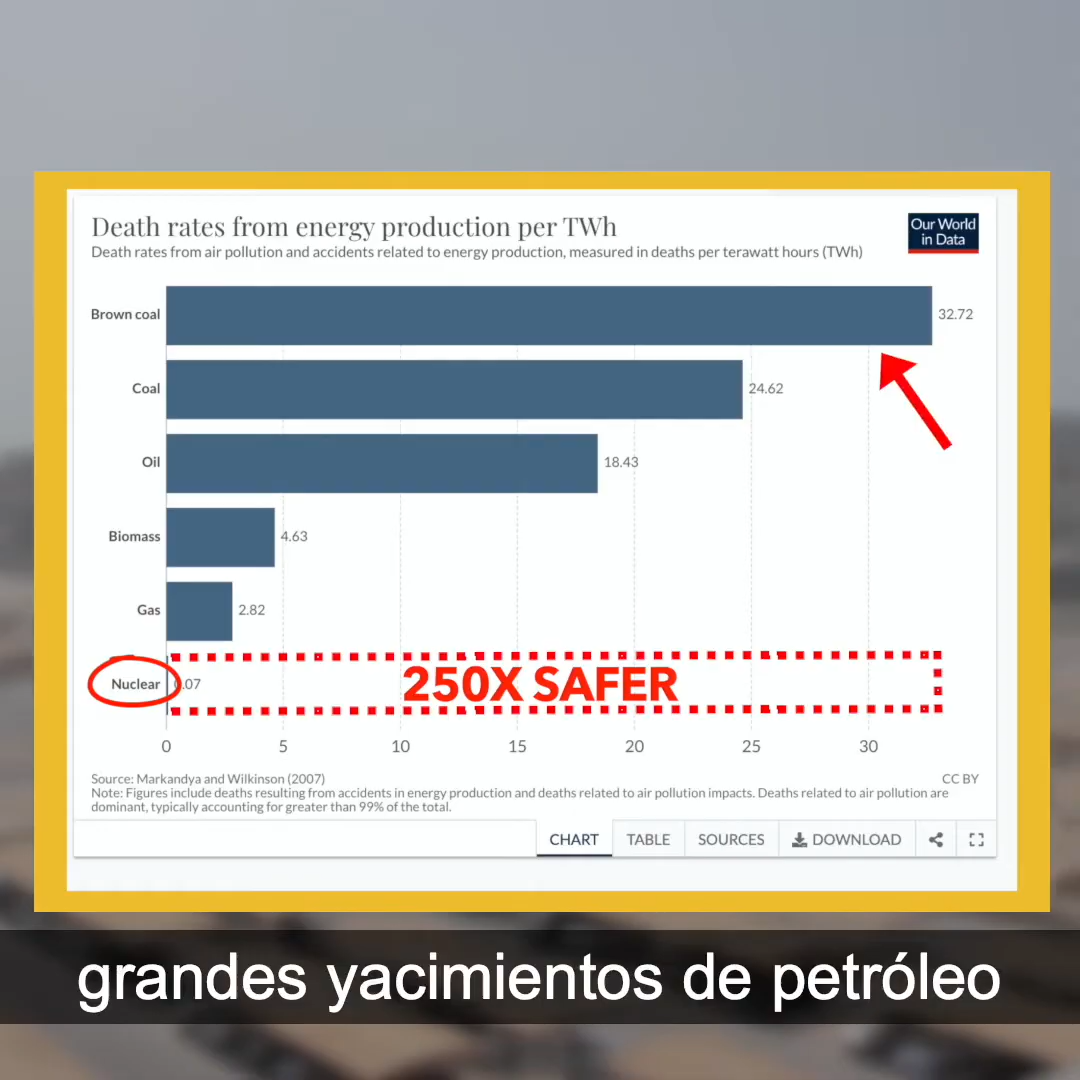 Death rates from energy production per TWh
Our World
in Data
Death rates from air pollution and accidents related to energy production, measured in deaths per terawatt hours (TWh)
Brown coal
32.72
Coal
24.62
Oil
18.43
Biomass
4.63
Gas
2.82
Nuclear
0.07
250X SAFER
0 5 10 15 20 25 30
Source: Markandya and Wilkinson (2007)
CC BY
Note: Figures include deaths resulting from accidents in energy production and deaths related to air pollution impacts. Deaths related to air pollution are
dominant, typically accounting for greater than 99% of the total.
CHART TABLE SOURCES DOWNLOAD
grandes yacimientos de petróleo